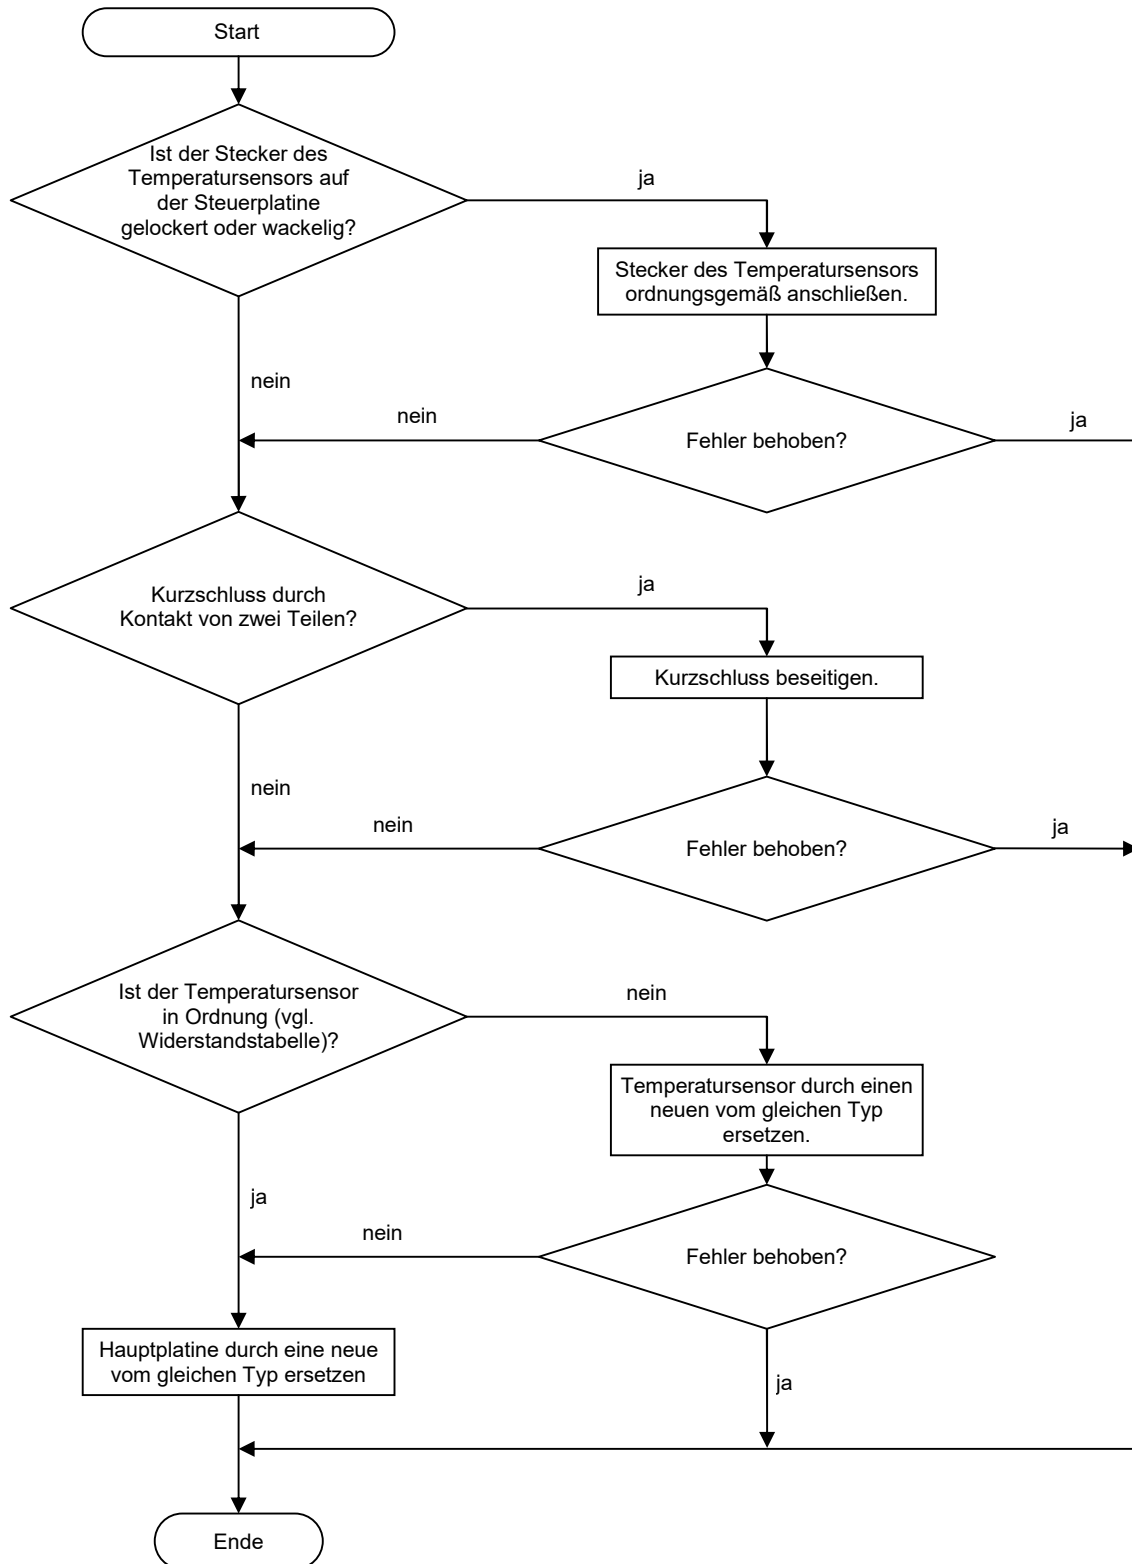 Start
Ist der Stecker des
Temperatursensors auf
der Steuerplatine
gelockert oder wackelig?
ja
Stecker des Temperatursensors
ordnungsgemäß anschließen.
nein
nein
Fehler behoben?
ja
Kurzschluss durch
Kontakt von zwei Teilen?
ja
Kurzschluss beseitigen.
nein
nein
Fehler behoben?
ja
Ist der Temperatursensor
in Ordnung (vgl.
Widerstandstabelle)?
nein
Temperatursensor durch einen
neuen vom gleichen Typ
ersetzen.
ja
nein
Fehler behoben?
Hauptplatine durch eine neue
vom gleichen Typ ersetzen
ja
Ende